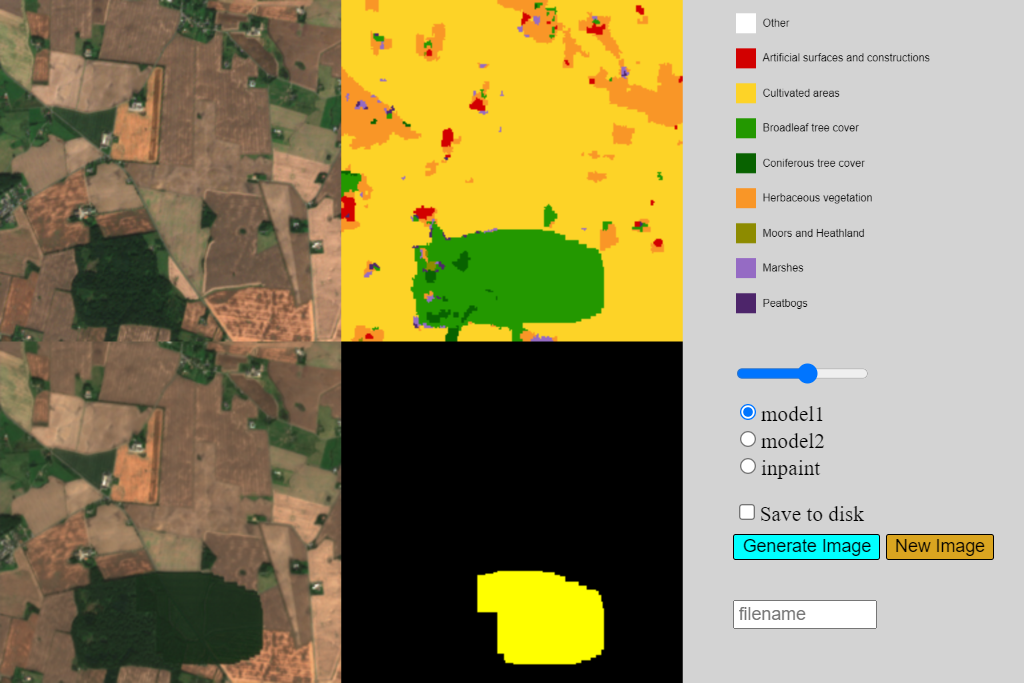 Other
Artificial surfaces and constructions
Cultivated areas
Broadleaf tree cover
Coniferous tree cover
Herbaceous vegetation
Moors and Heathland
Marshes
Peatbogs
model1
model2
inpaint
Save to disk
Generate Image New Image
filename